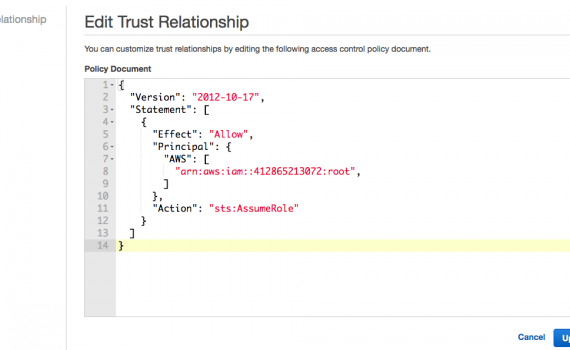 Edit Trust Relationship
You can customize trust relationships by editing the following access control policy document.
Policy Document
1 {
2 "Version": "2012-10-17",
3 "Statement": [
4 {
5 "Effect": "Allow",
6 "Principal": {
7 "AWS": [
8 "arn:aws:iam::412865213072:root",
9 ]
10 },
11 "Action": "sts:AssumeRole"
12 }
13 ]
14 }
Cancel